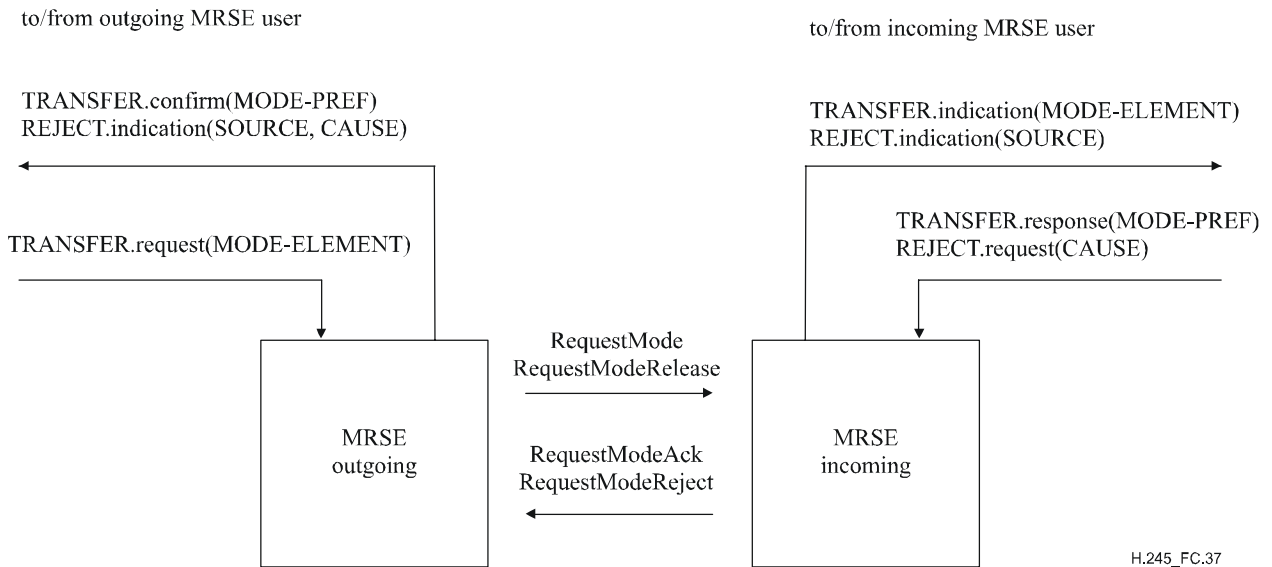 to/from outgoing MRSE user
to/from incoming MRSE user
TRANSFER.confirm(MODE-PREF)
REJECT.indication(SOURCE, CAUSE)
TRANSFER.indication(MODE-ELEMENT)
REJECT.indication(SOURCE)
TRANSFER.request(MODE-ELEMENT)
TRANSFER.response(MODE-PREF)
REJECT.request(CAUSE)
RequestMode
RequestModeRelease
MRSE
outgoing
RequestModeAck
RequestModeReject
MRSE
incoming
H.245_FC.37